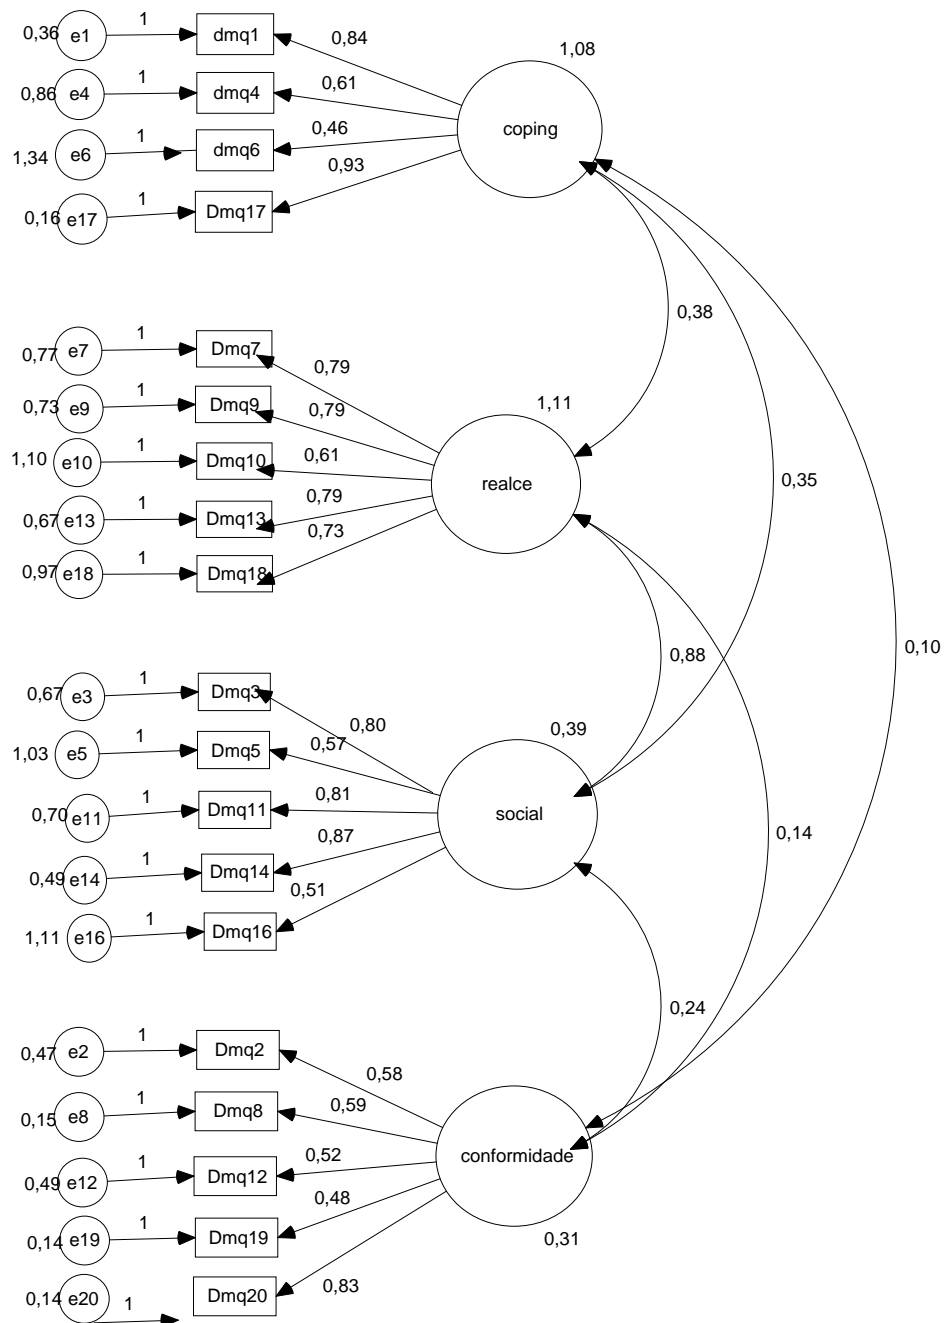 0,36 e1 1 dmq1 0,84
1,08
0,86 e4 1 dmq4 0,61
coping
1,34 e6 1 dmq6 0,46
0,16 e17 1 Dmq17 0,93
0,38
0,77 e7 1 Dmq7 0,79
0,73 e9 1 Dmq9 0,79
1,11
1,10 e10 1 Dmq10 0,61
realce
0,35
0,67 e13 1 Dmq13 0,79
0,97 e18 1 Dmq18 0,73
0,10
0,88
0,67 e3 1 Dmq3 0,80
0,39
1,03 e5 1 Dmq5 0,57
0,70 e11 1 Dmq11 0,81
social
0,14
0,49 e14 1 Dmq14 0,87
1,11 e16 1 Dmq16 0,51
0,24
0,47 e2 1 Dmq2 0,58
0,15 e8 1 Dmq8 0,59
conformidade
0,49 e12 1 Dmq12 0,52
0,14 e19 1 Dmq19 0,48
0,31
0,14 e20 1 Dmq20 0,83